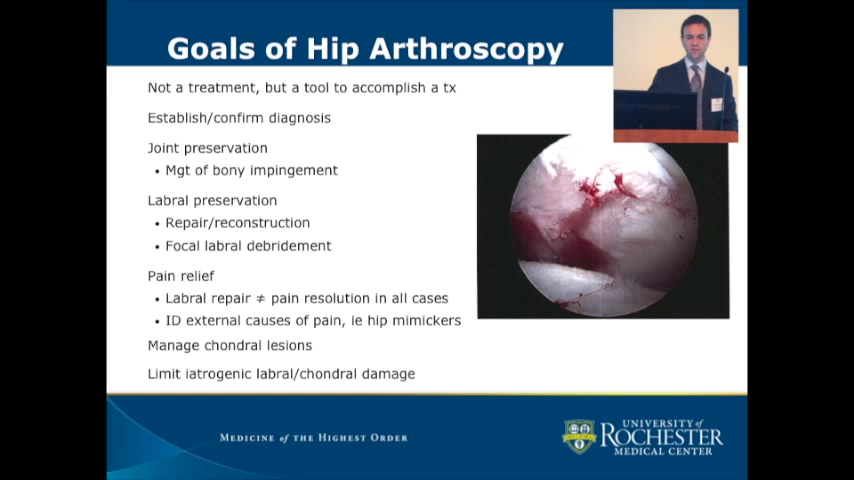 Goals of Hip Arthroscopy
Not a treatment, but a tool to accomplish a tx
Establish/confirm diagnosis
Joint preservation
• Mgt of bony impingement
Labral preservation
• Repair/reconstruction
• Focal labral debridement
Pain relief
• Labral repair ≠ pain resolution in all cases
• ID external causes of pain, ie hip mimickers
Manage chondral lesions
Limit iatrogenic labral/chondral damage
MEDICINE of THE HIGHEST ORDER
UNIVERSITY of
ROCHESTER
MEDICAL CENTER